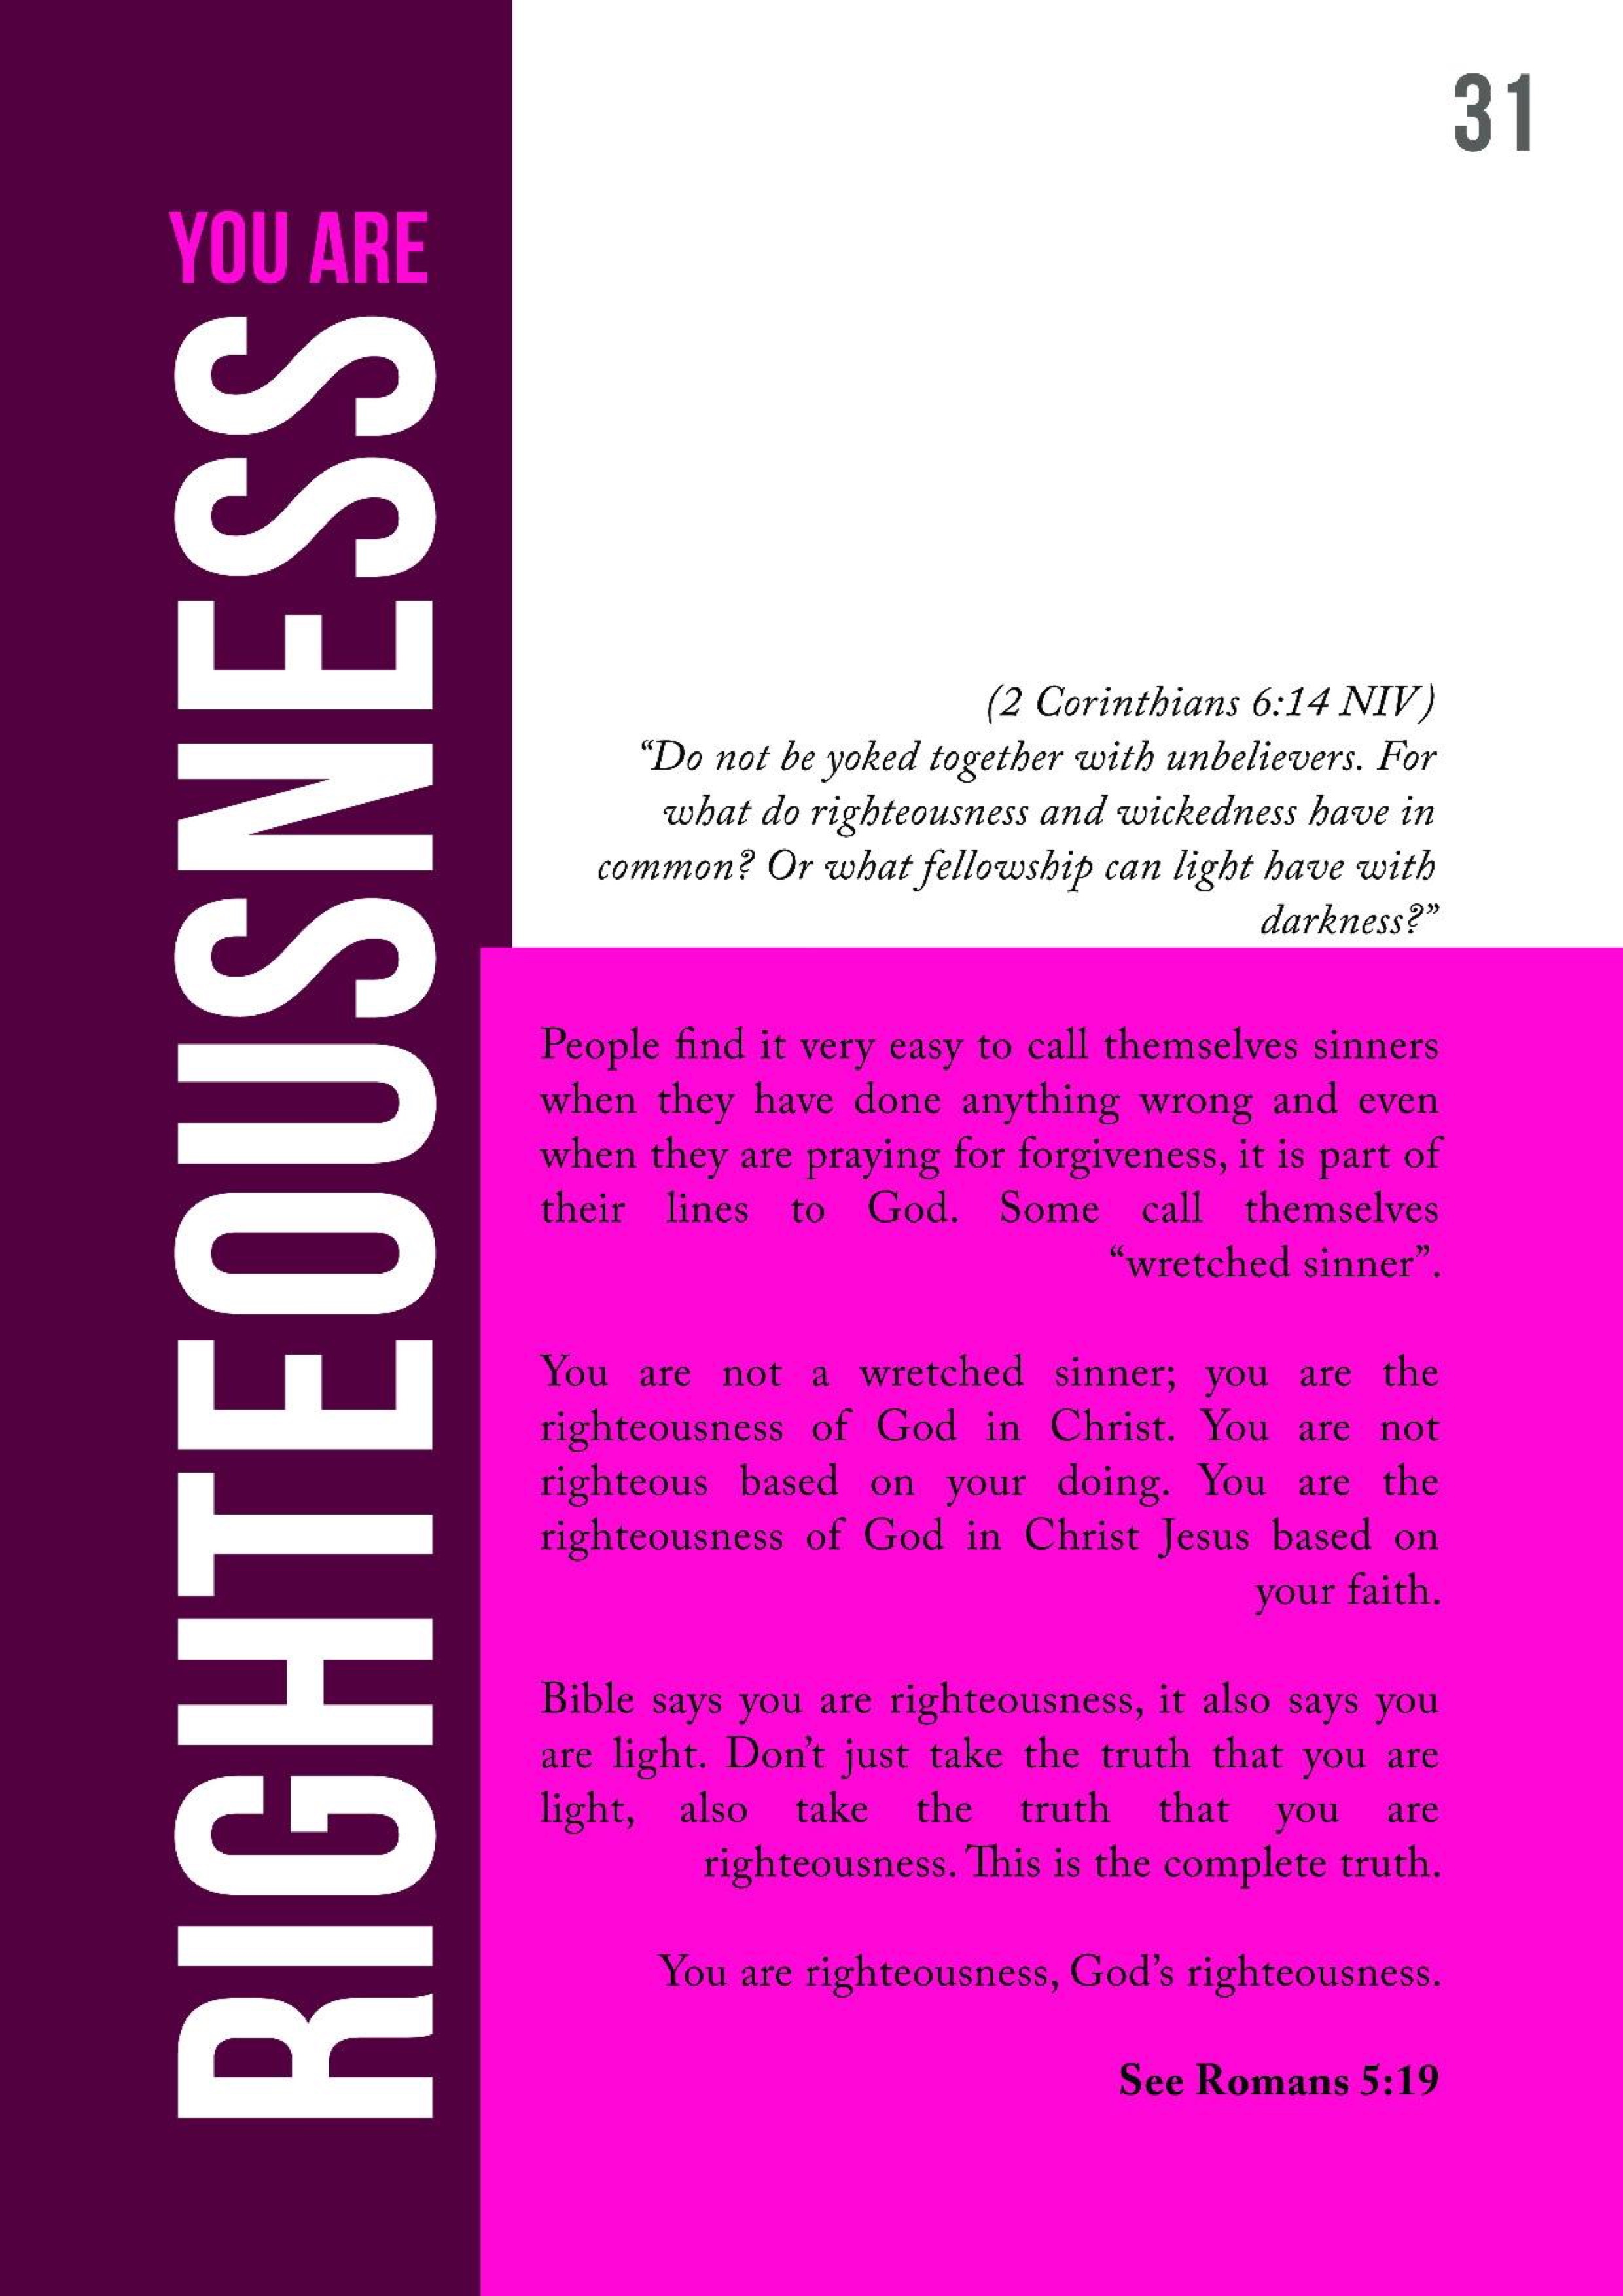 31
YOU ARE
RIGHTEOUSNESS
(2 Corinthians 6:14 NIV)
“Do not be yoked together with unbelievers. For
what do righteousness and wickedness have in
common? Or what fellowship can light have with
darkness?”
People find it very easy to call themselves sinners
when they have done anything wrong and even
when they are praying for forgiveness, it is part of
their lines to God. Some call themselves
“wretched sinner”.
You are not a wretched sinner; you are the
righteousness of God in Christ. You are not
righteous based on your doing. You are the
righteousness of God in Christ Jesus based on
your faith.
Bible says you are righteousness, it also says you
are light. Don’t just take the truth that you are
light, also take the truth that you are
righteousness. This is the complete truth.
You are righteousness, God’s righteousness.
See Romans 5:19